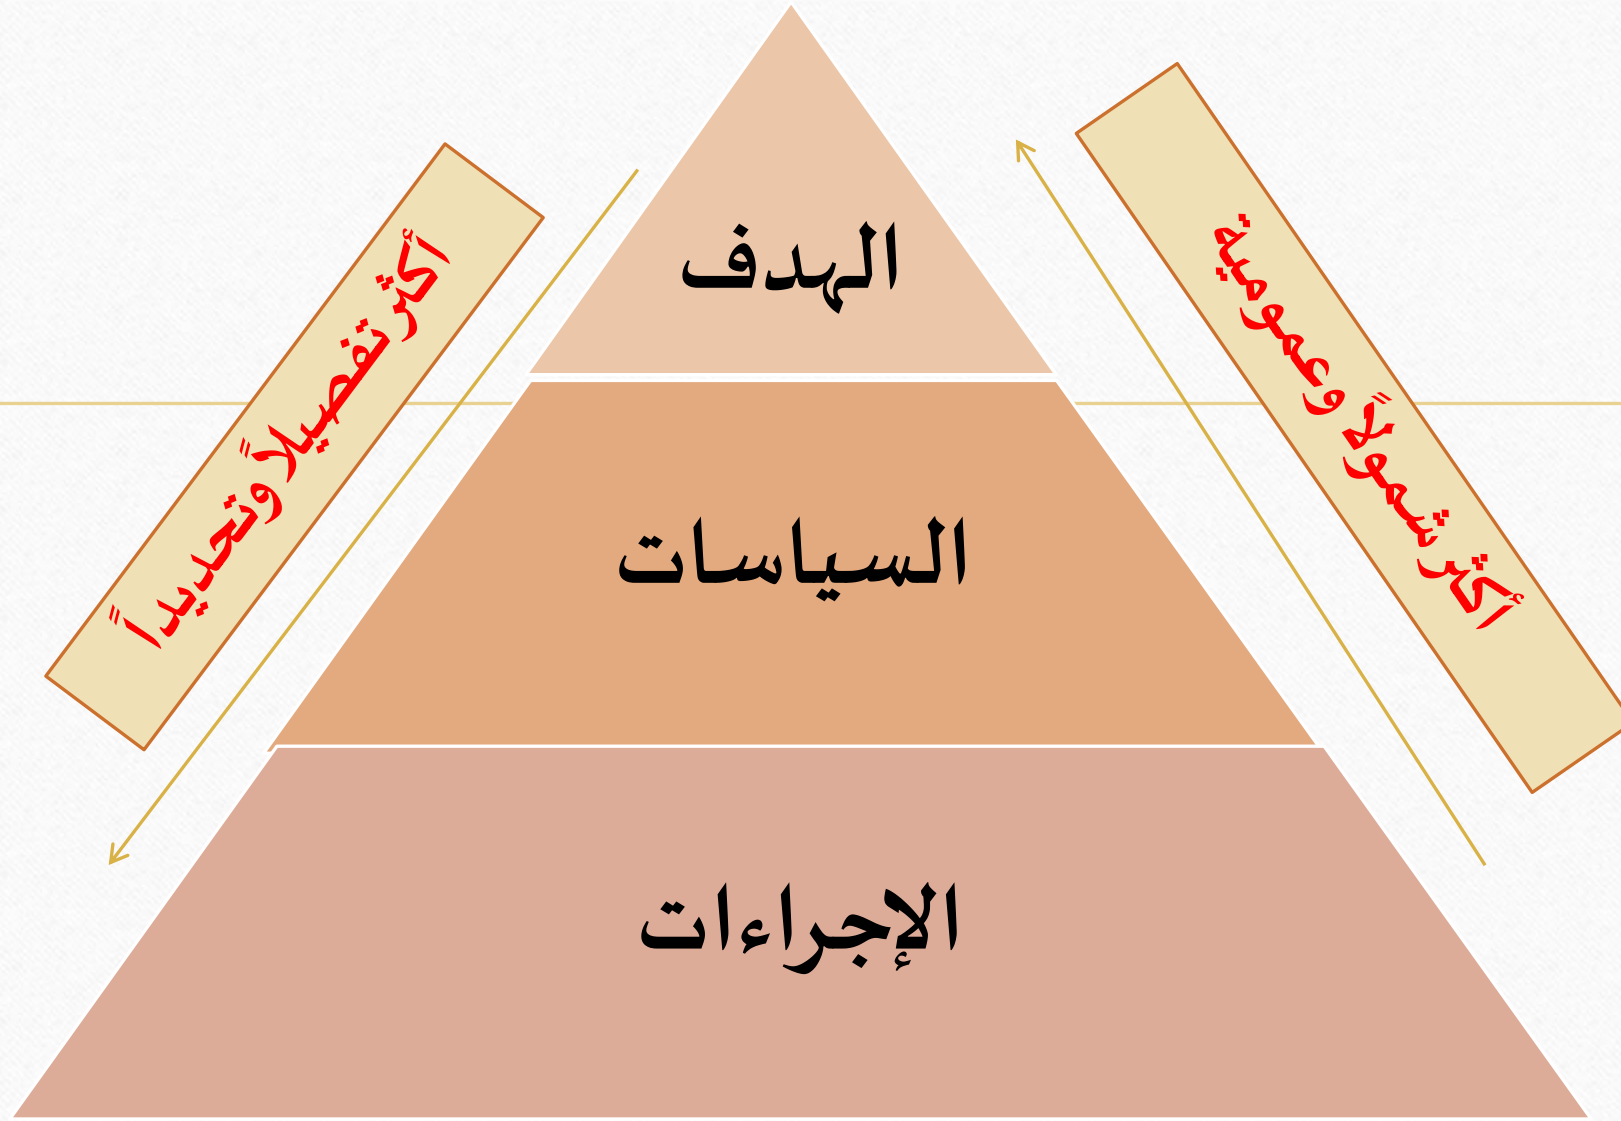 الهدف
السياسات
الإجراءات
أكثر شمولاً وعمومية
أكثر تفصيلاً وتحديداً